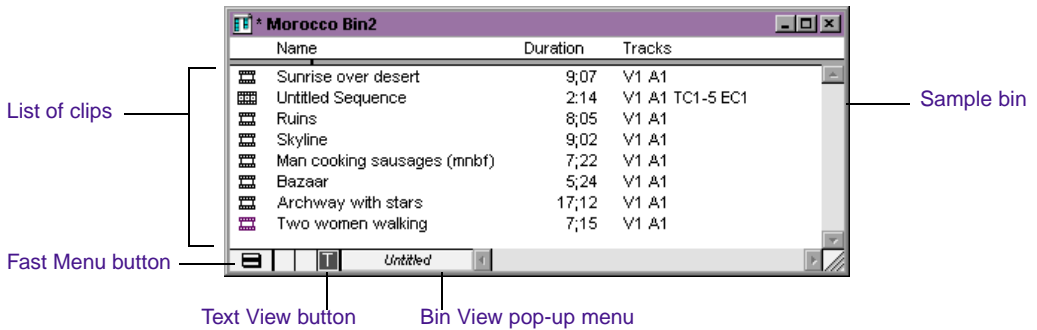 * Morocco Bin2
Name Duration Tracks
Sunrise over desert 9;07 V1 A1
Untitled Sequence 2:14 V1 A1 TC1-5 EC1
Ruins 8;05 V1 A1
Skyline 9;02 V1 A1
Man cooking sausages (mnbf) 7;22 V1 A1
Bazaar 5;24 V1 A1
Archway with stars 17;12 V1 A1
Two women walking 7;15 V1 A1
List of clips
Sample bin
Fast Menu button
T
Untitled
Text View button
Bin View pop-up menu